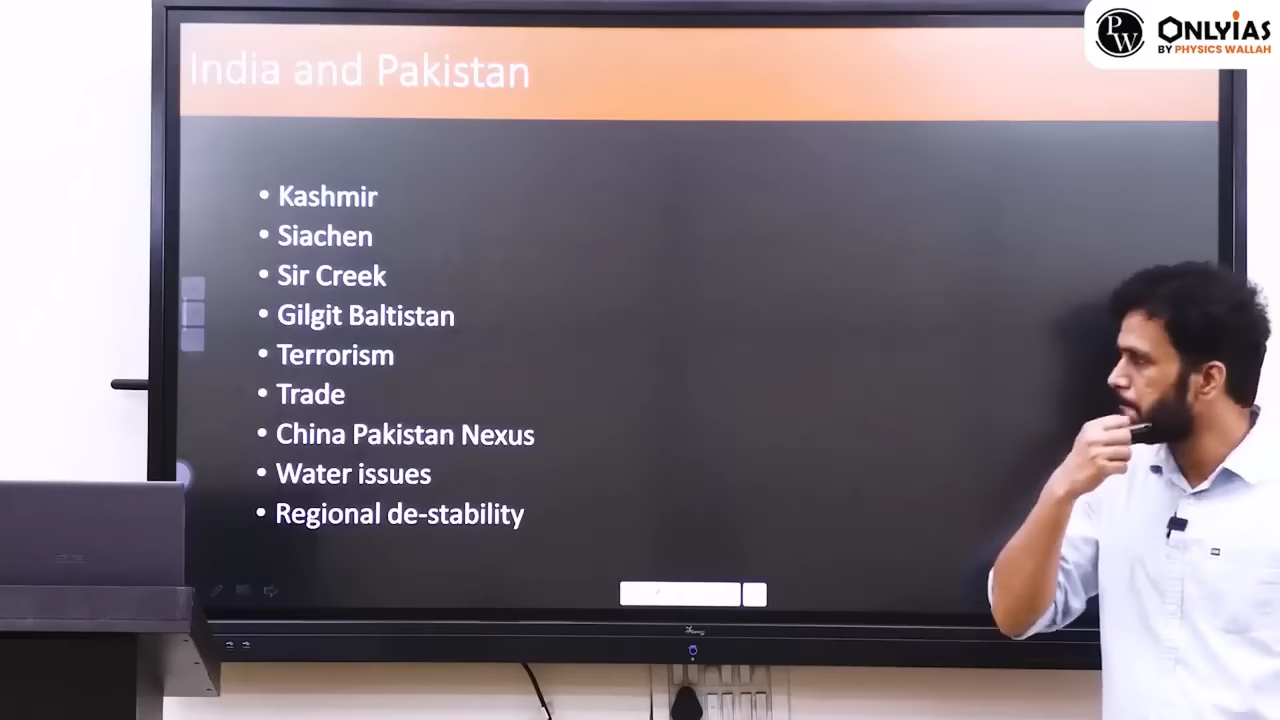 PW
ONLYIAS
BY PHYSICS WALLAH
India and Pakistan
• Kashmir
• Siachen
• Sir Creek
• Gilgit Baltistan
• Terrorism
• Trade
• China Pakistan Nexus
• Water issues
• Regional de-stability